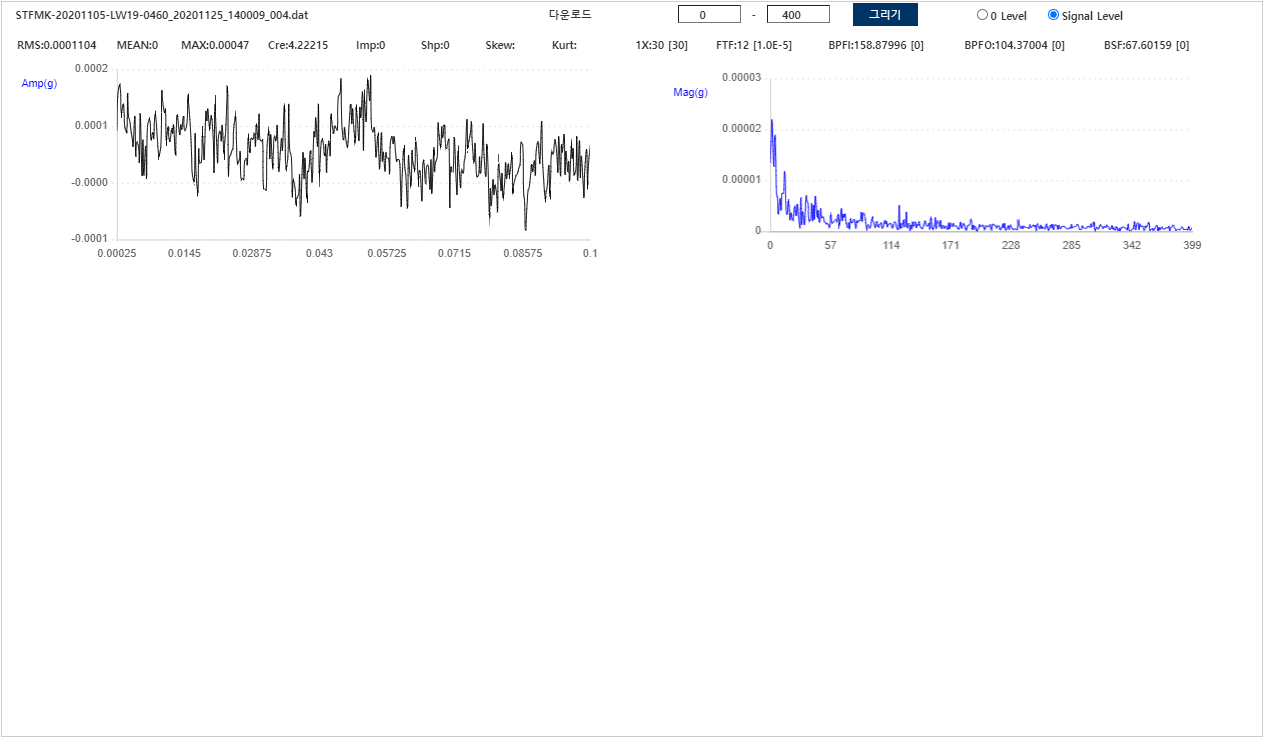 STFMK-20201105-LW19-0460_20201125_140009_004.dat 다운로드 0 - 400 그리기 0 Level Signal Level
RMS:0.0001104 MEAN:0 MAX:0.00047 Cre:4.22215 Imp:0 Shp:0 Skew: Kurt: 1X:30 [30] FTF:12 [1.0E-5] BPFI:158.87996 [0] BPFO:104.37004 [0] BSF:67.60159 [0]
Amp(g)
0.0002
0.0001
-0.0000
-0.0001
0.00025 0.0145 0.02875 0.043 0.05725 0.0715 0.08575 0.1
Mag(g)
0.00003
0.00002
0.00001
0
0 57 114 171 228 285 342 399